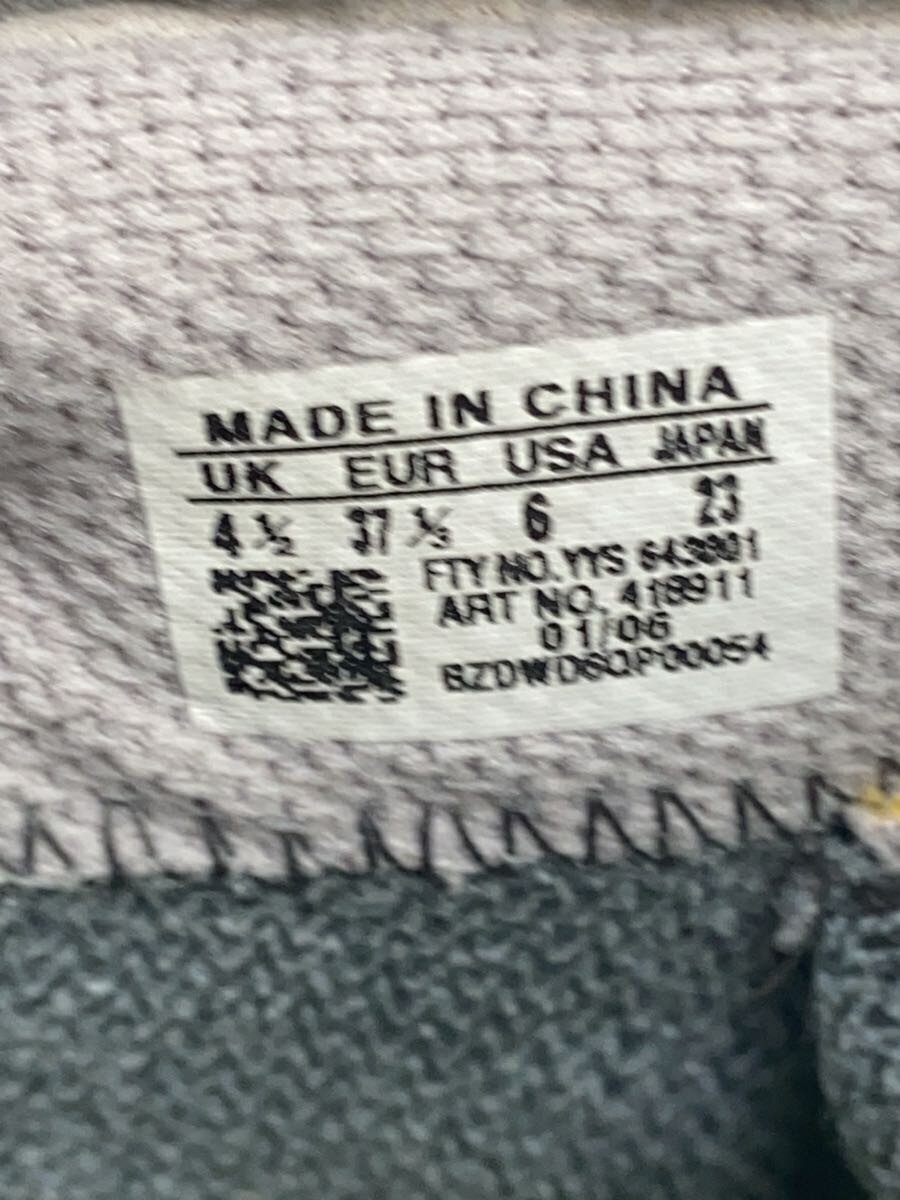 MADE IN CHINA
UK EUR USA JAPAN
4 ½ 37 ⅓ 6 23
FTY NO. YYS 643801
ART NO. 418911
01/06
BZDWD6QP00054